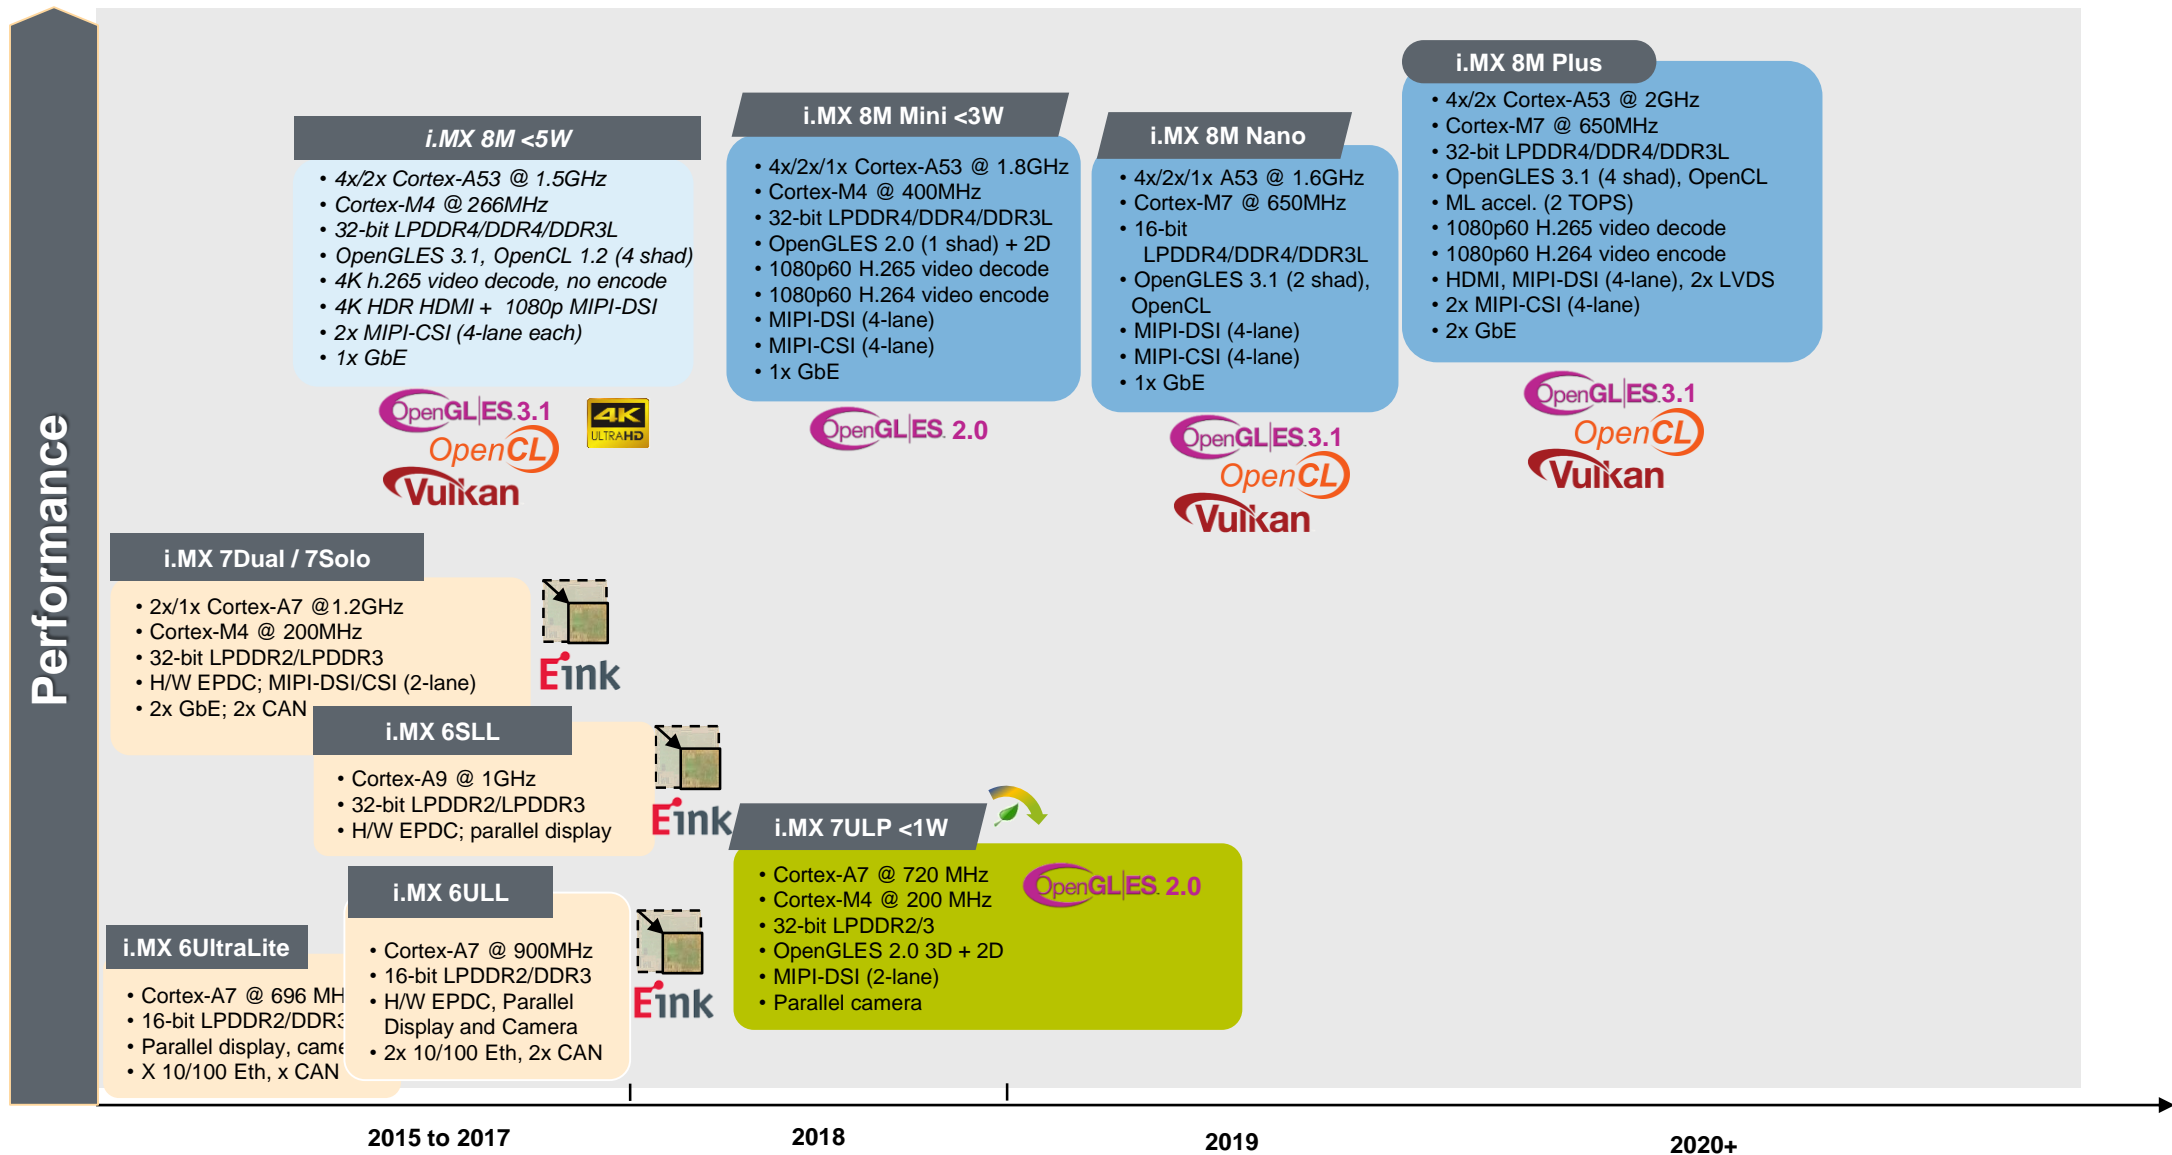 Performance
i.MX 8M <5W
• 4x/2x Cortex-A53 @ 1.5GHz
• Cortex-M4 @ 266MHz
• 32-bit LPDDR4/DDR4/DDR3L
• OpenGLES 3.1, OpenCL 1.2 (4 shad)
• 4K h.265 video decode, no encode
• 4K HDR HDMI + 1080p MIPI-DSI
• 2x MIPI-CSI (4-lane each)
• 1x GbE
OpenGL|ES.3.1
OpenCL
Vulkan
4K
ULTRAHD
i.MX 8M Mini <3W
• 4x/2x/1x Cortex-A53 @ 1.8GHz
• Cortex-M4 @ 400MHz
• 32-bit LPDDR4/DDR4/DDR3L
• OpenGLES 2.0 (1 shad) + 2D
• 1080p60 H.265 video decode
• 1080p60 H.264 video encode
• MIPI-DSI (4-lane)
• MIPI-CSI (4-lane)
• 1x GbE
OpenGL|ES. 2.0
i.MX 8M Nano
• 4x/2x/1x A53 @ 1.6GHz
• Cortex-M7 @ 650MHz
• 16-bit
LPDDR4/DDR4/DDR3L
• OpenGLES 3.1 (2 shad),
OpenCL
• MIPI-DSI (4-lane)
• MIPI-CSI (4-lane)
• 1x GbE
OpenGL|ES.3.1
OpenCL
Vulkan
i.MX 8M Plus
• 4x/2x Cortex-A53 @ 2GHz
• Cortex-M7 @ 650MHz
• 32-bit LPDDR4/DDR4/DDR3L
• OpenGLES 3.1 (4 shad), OpenCL
• ML accel. (2 TOPS)
• 1080p60 H.265 video decode
• 1080p60 H.264 video encode
• HDMI, MIPI-DSI (4-lane), 2x LVDS
• 2x MIPI-CSI (4-lane)
• 2x GbE
OpenGL|ES.3.1
OpenCL
Vulkan
i.MX 7Dual / 7Solo
• 2x/1x Cortex-A7 @1.2GHz
• Cortex-M4 @ 200MHz
• 32-bit LPDDR2/LPDDR3
• H/W EPDC; MIPI-DSI/CSI (2-lane)
• 2x GbE; 2x CAN
Eink
i.MX 6SLL
• Cortex-A9 @ 1GHz
• 32-bit LPDDR2/LPDDR3
• H/W EPDC; parallel display
Eink
i.MX 7ULP <1W
• Cortex-A7 @ 720 MHz
• Cortex-M4 @ 200 MHz
• 32-bit LPDDR2/3
• OpenGLES 2.0 3D + 2D
• MIPI-DSI (2-lane)
• Parallel camera
OpenGL|ES. 2.0
i.MX 6ULL
• Cortex-A7 @ 900MHz
• 16-bit LPDDR2/DDR3
• H/W EPDC, Parallel
Display and Camera
• 2x 10/100 Eth, 2x CAN
Eink
i.MX 6UltraLite
• Cortex-A7 @ 696 MH
• 16-bit LPDDR2/DDR3
• Parallel display, came
• X 10/100 Eth, x CAN
2015 to 2017
2018
2019
2020+